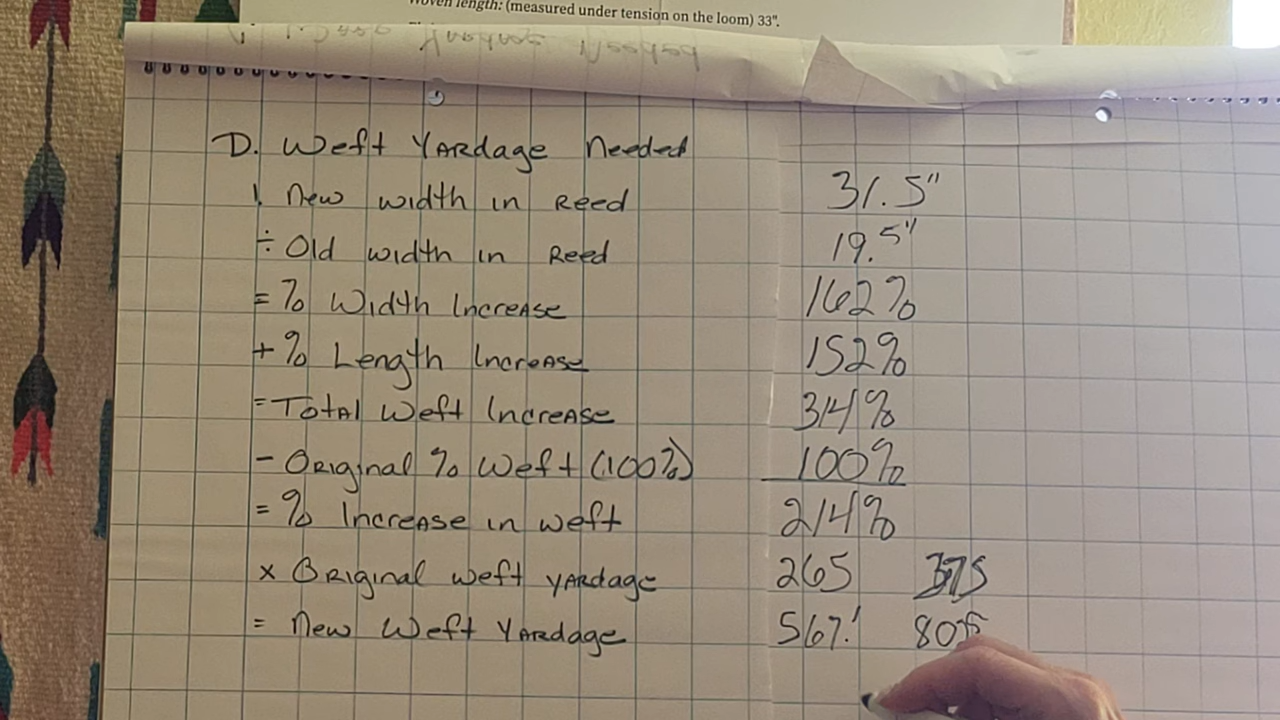 Woven length: (measured under tension on the loom) 33".
D. Weft Yardage Needed
New width in Reed 31.5"
÷ Old width in Reed 19.5"
= % Width Increase 162%
+ % Length Increase 152%
= Total Weft Increase 314%
- Original % Weft (100%) 100%
= % Increase in weft 214%
x Original weft yardage 265 375
= New Weft Yardage 567.'